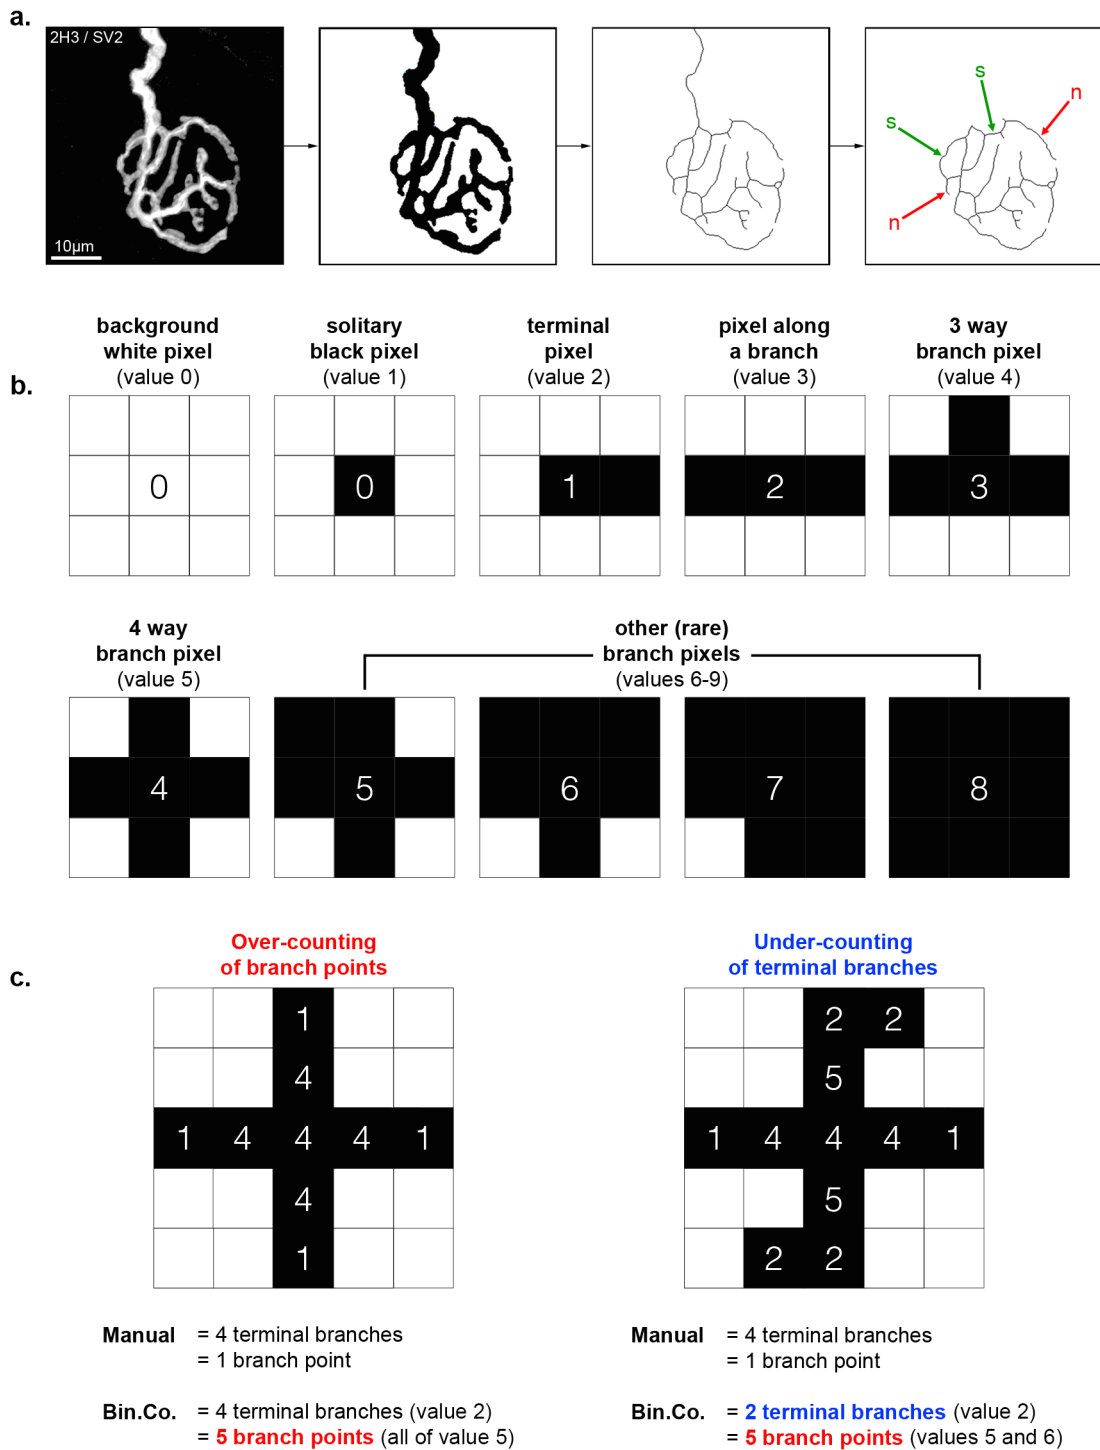 a.
2H3 / SV2
10µm
s
s
n
n
b.
background
white pixel
(value 0)
solitary
black pixel
(value 1)
terminal
pixel
(value 2)
pixel along
a branch
(value 3)
3 way
branch pixel
(value 4)
0 0 1 2 3
4 way
branch pixel
(value 5)
other (rare)
branch pixels
(values 6-9)
4 5 6 7 8
c.
Over-counting
of branch points
1
4
1 4 4 4 1
4
1
Manual = 4 terminal branches
= 1 branch point
Bin.Co. = 4 terminal branches (value 2)
= 5 branch points (all of value 5)
Under-counting
of terminal branches
2 2
5
1 4 4 4 1
5
2 2
Manual = 4 terminal branches
= 1 branch point
Bin.Co. = 2 terminal branches (value 2)
= 5 branch points (values 5 and 6)